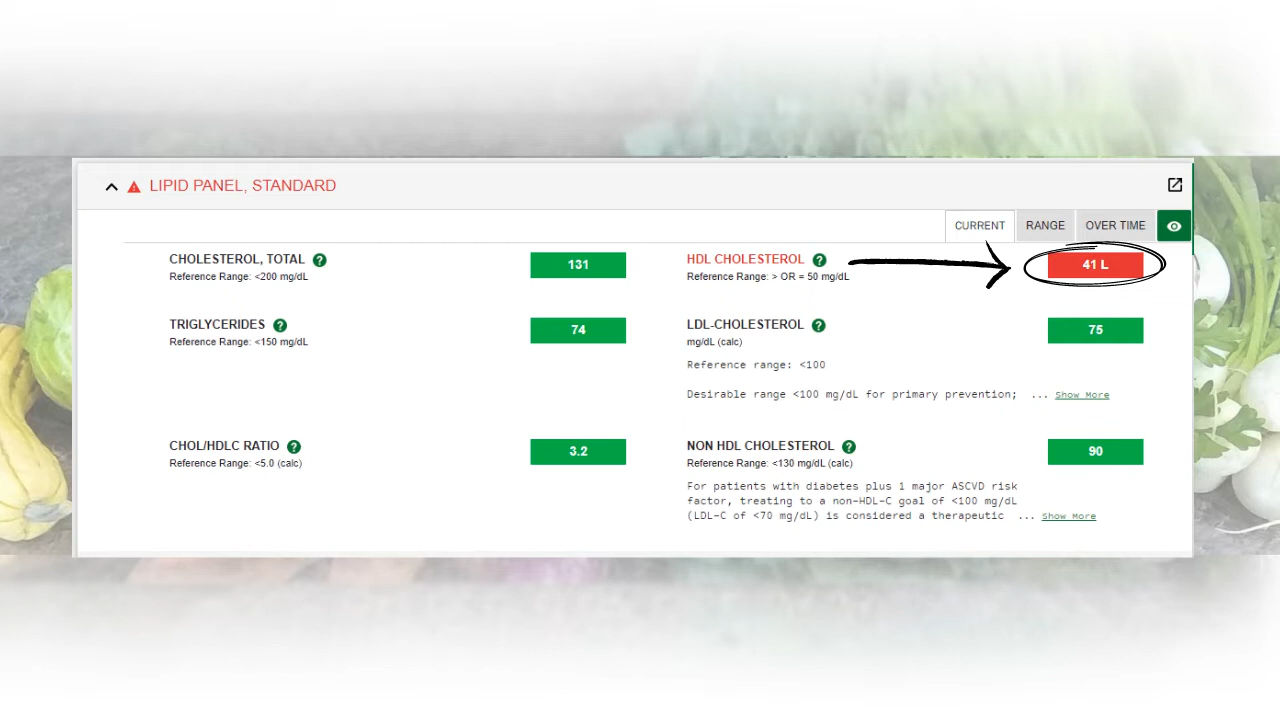 LIPID PANEL, STANDARD
CURRENT RANGE OVER TIME
CHOLESTEROL, TOTAL ?
Reference Range: <200 mg/dL
131
HDL CHOLESTEROL ?
Reference Range: > OR = 50 mg/dL
41 L
TRIGLYCERIDES ?
Reference Range: <150 mg/dL
74
LDL-CHOLESTEROL ?
mg/dL (calc)
75
Reference range: <100
Desirable range <100 mg/dL for primary prevention; ... Show More
CHOL/HDLC RATIO ?
Reference Range: <5.0 (calc)
3.2
NON HDL CHOLESTEROL ?
Reference Range: <130 mg/dL (calc)
90
For patients with diabetes plus 1 major ASCVD risk
factor, treating to a non-HDL-C goal of <100 mg/dL
(LDL-C of <70 mg/dL) is considered a therapeutic ... Show More